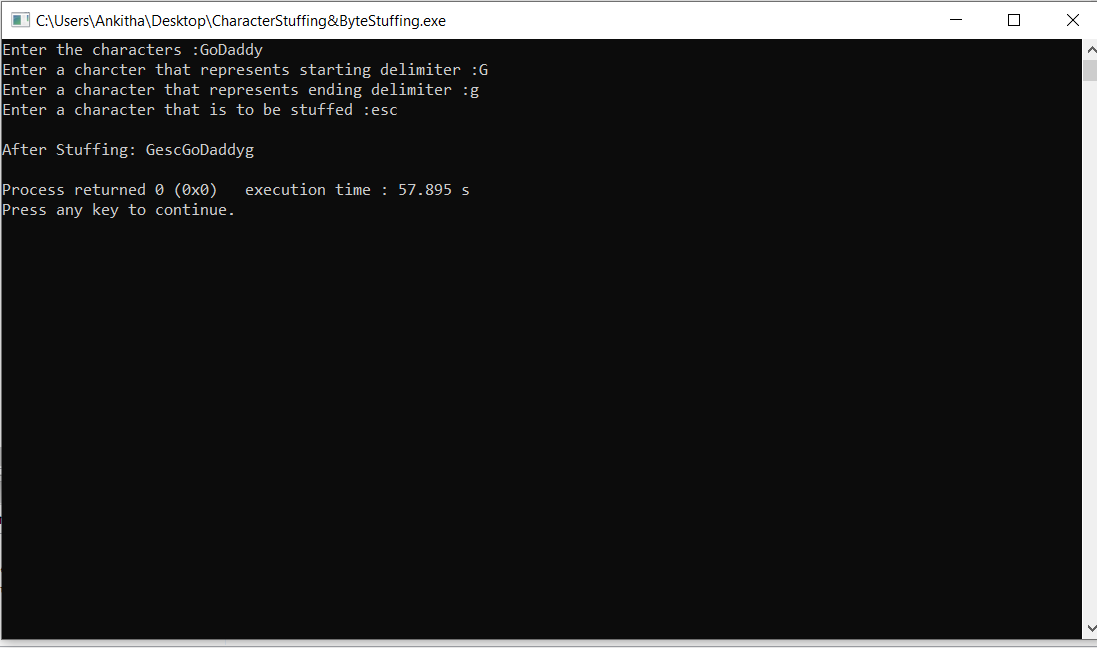 C:\Users\Ankitha\Desktop\CharacterStuffing&ByteStuffing.exe
Enter the characters :GoDaddy
Enter a charcter that represents starting delimiter :G
Enter a character that represents ending delimiter :g
Enter a character that is to be stuffed :esc
After Stuffing: GescGoDaddyg
Process returned 0 (0x0)   execution time : 57.895 s
Press any key to continue.